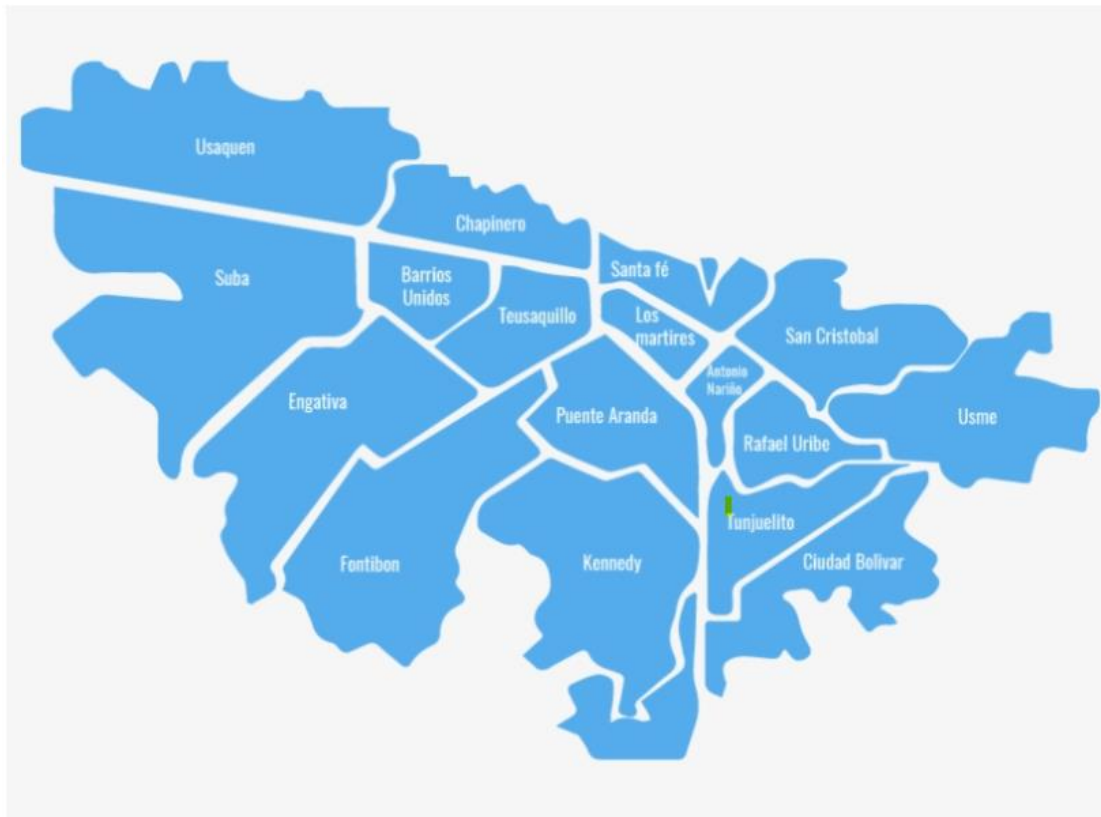 Usaquen
Chapinero
Suba
Barrios
Unidos
Teusaquillo
Santa fé
Los
martires
San Cristobal
Antonio
Nariño
Engativa
Puente Aranda
Rafael Uribe
Usme
Tunjuelito
Fontibon
Kennedy
Ciudad Bolivar